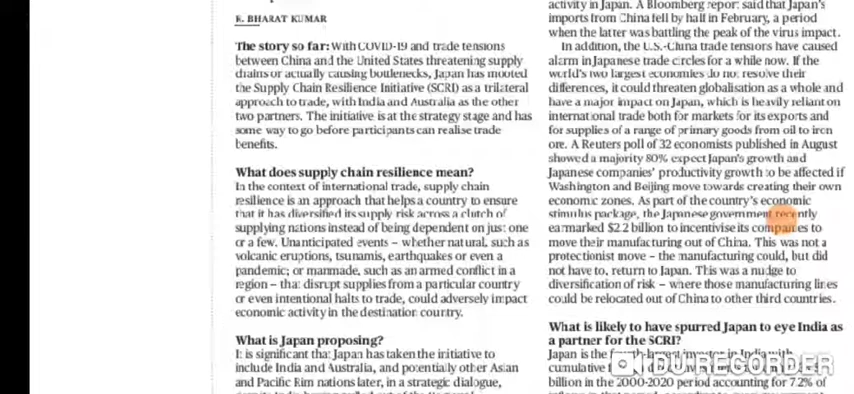 K. BHARAT KUMAR
The story so far: With COVID-19 and trade tensions
between China and the United States threatening supply
chains or actually causing bottlenecks, Japan has mooted
the Supply Chain Resilience Initiative (SCRI) as a trilateral
approach to trade, with India and Australia as the other
two partners. The initiative is at the strategy stage and has
some way to go before participants can realise trade
benefits.
What does supply chain resilience mean?
In the context of international trade, supply chain
resilience is an approach that helps a country to ensure
that it has diversified its supply risk across a clutch of
supplying nations instead of being dependent on just one
or a few. Unanticipated events – whether natural, such as
volcanic eruptions, tsunamis, earthquakes or even a
pandemic; or manmade, such as an armed conflict in a
region – that disrupt supplies from a particular country
or even intentional halts to trade, could adversely impact
economic activity in the destination country.
What is Japan proposing?
It is significant that Japan has taken the initiative to
include India and Australia, and potentially other Asian
and Pacific Rim nations later, in a strategic dialogue,
activity in Japan. A Bloomberg report said that Japan's
imports from China fell by half in February, a period
when the latter was battling the peak of the virus impact.
In addition, the U.S.-China trade tensions have caused
alarm in Japanese trade circles for a while now. If the
world's two largest economies do not resolve their
differences, it could threaten globalisation as a whole and
have a major impact on Japan, which is heavily reliant on
international trade both for markets for its exports and
for supplies of a range of primary goods from oil to iron
ore. A Reuters poll of 32 economists published in August
showed a majority 80% expect Japan's growth and
Japanese companies' productivity growth to be affected if
Washington and Beijing move towards creating their own
economic zones. As part of the country's economic
stimulus package, the Japanese government recently
earmarked $2.2 billion to incentivise its companies to
move their manufacturing out of China. This was not a
protectionist move – the manufacturing could, but did
not have to, return to Japan. This was a nudge to
diversification of risk – where those manufacturing lines
could be relocated out of China to other third countries.
What is likely to have spurred Japan to eye India as
a partner for the SCRI?
Japan is the fourth-largest investor in India with
cumulative
billion in the 2000-2020 period accounting for 7.2% of
DU RECORDER